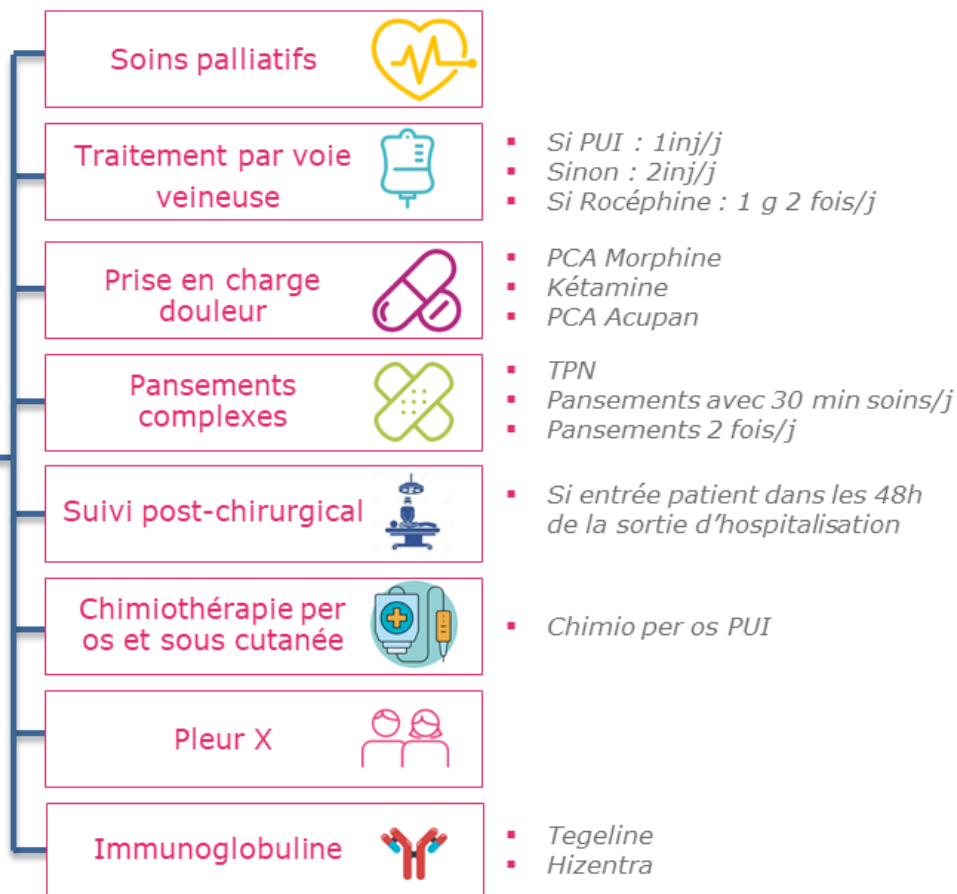 Soins palliatifs
Traitement par voie
veineuse
Si PUI : 1inj/j
Sinon : 2inj/j
Si Rocéphine : 1 g 2 fois/j
Prise en charge
douleur
PCA Morphine
Kétamine
PCA Acupan
Pansements
complexes
TPN
Pansements avec 30 min soins/j
Pansements 2 fois/j
Suivi post-chirurgical
Si entrée patient dans les 48h
de la sortie d’hospitalisation
Chimiothérapie per
os et sous cutanée
Chimio per os PUI
Pleur X
Immunoglobuline
Tegeline
Hizentra